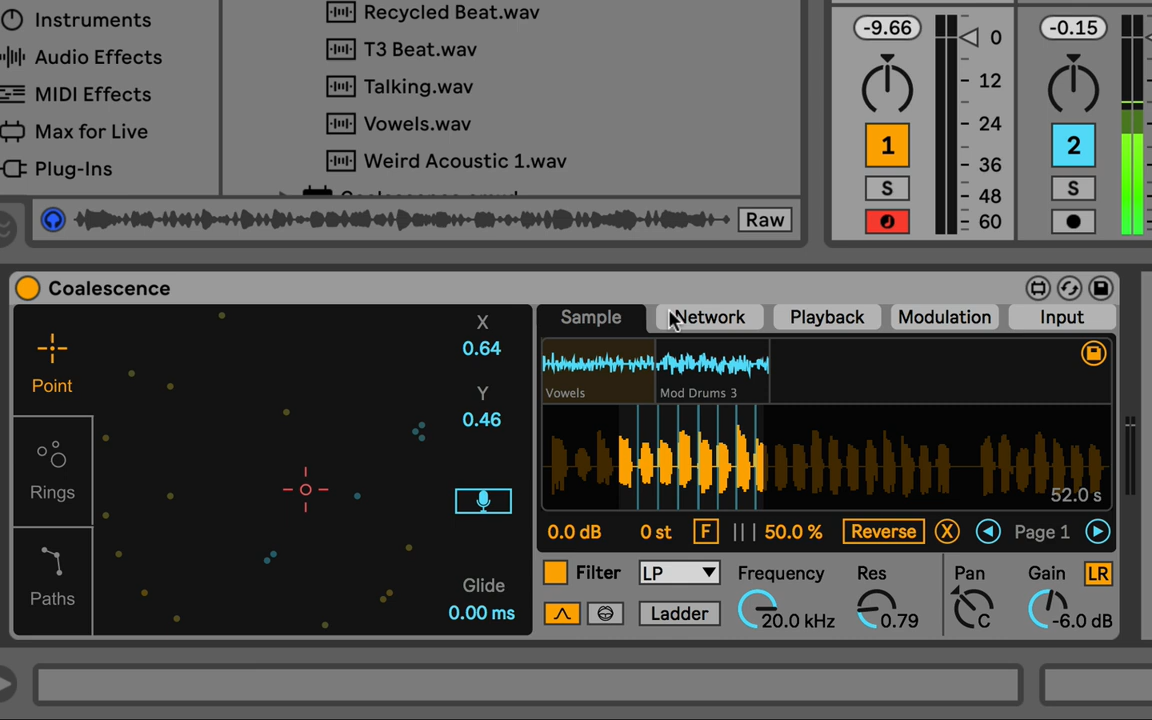 Instruments
Audio Effects
MIDI Effects
Max for Live
Plug-Ins
Recycled Beat.wav
T3 Beat.wav
Talking.wav
Vowels.wav
Weird Acoustic 1.wav
Raw
-9.66
-0.15
0
12
24
36
48
60
1
2
S
S
Coalescence
Point
Rings
Paths
X
0.64
Y
0.46
Glide
0.00 ms
Sample
Network
Playback
Modulation
Input
Vowels
Mod Drums 3
52.0 s
0.0 dB
0 st
F
50.0 %
Reverse
X
Page 1
Filter
LP
Frequency
Res
Pan
Gain
LR
Ladder
20.0 kHz
0.79
C
-6.0 dB